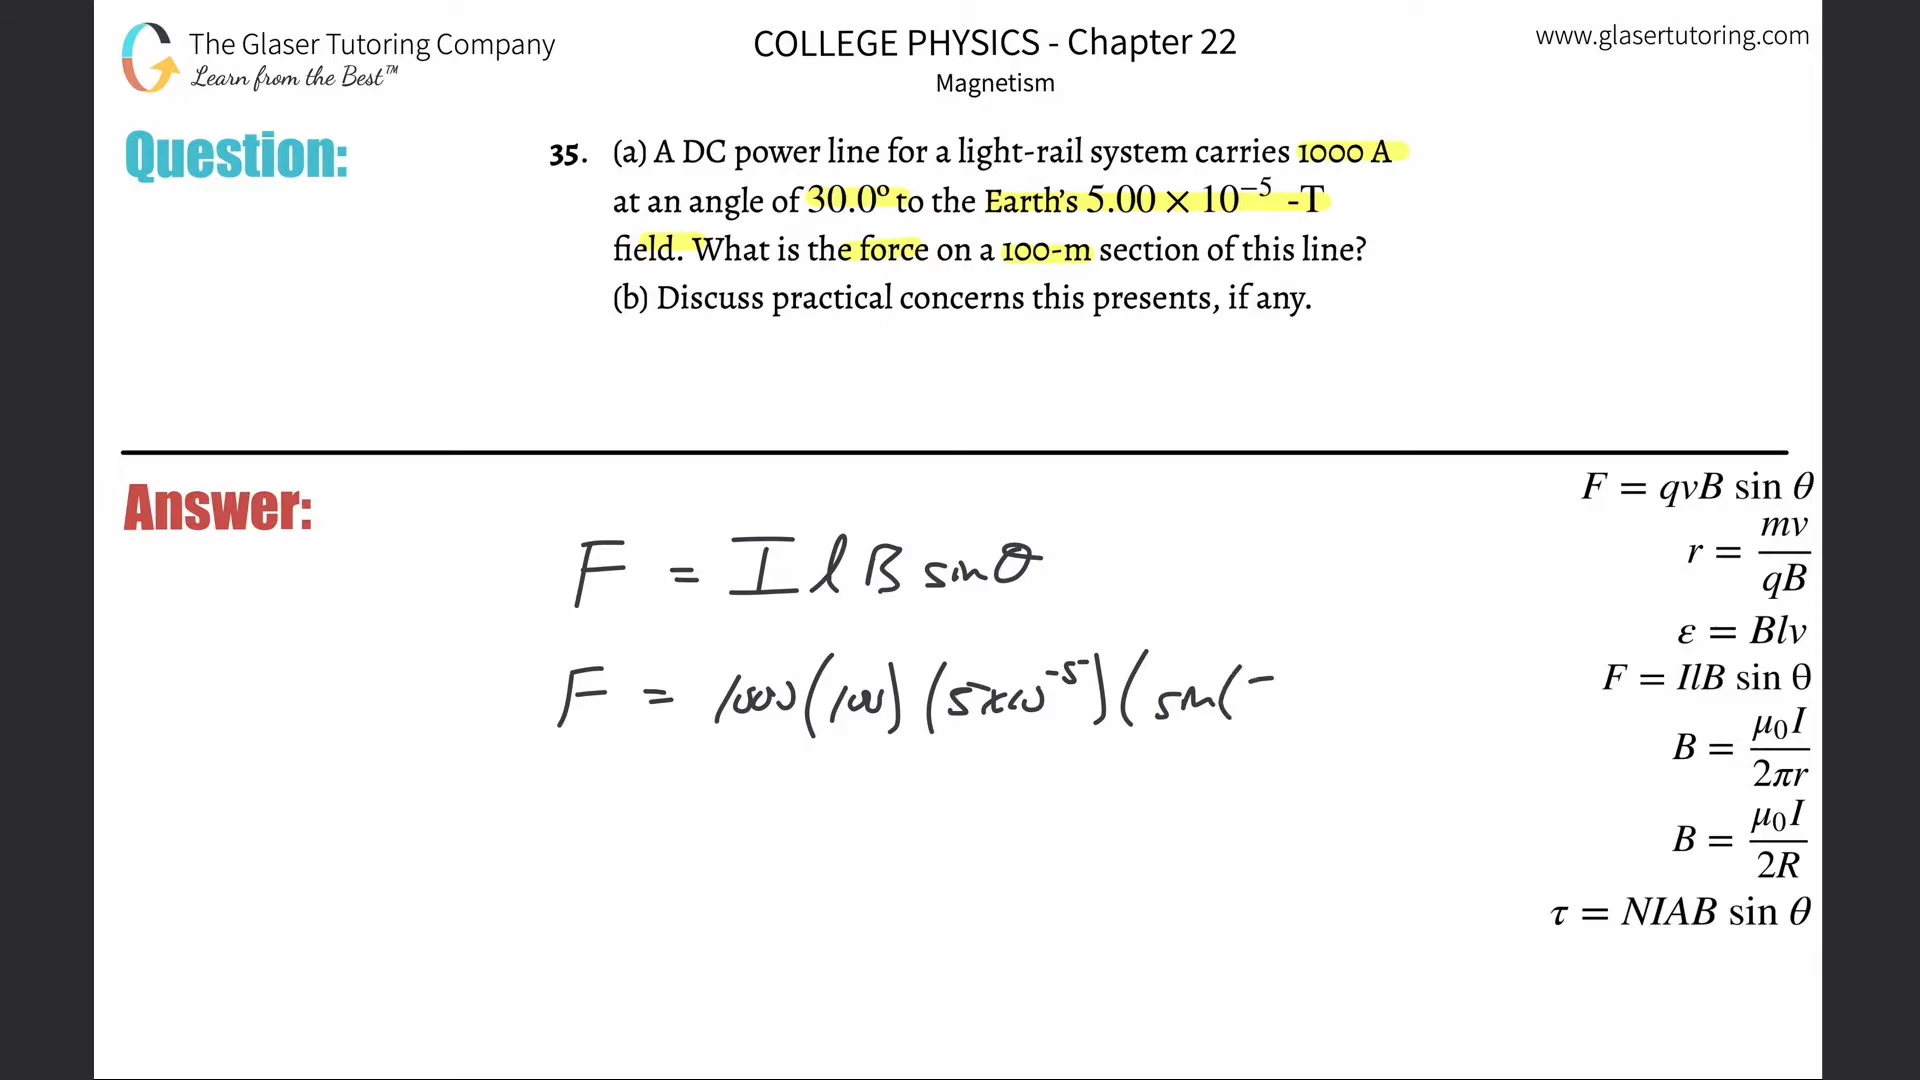 The Glaser Tutoring Company
Learn from the Best™
COLLEGE PHYSICS - Chapter 22
Magnetism
www.glasertutoring.com
Question:
35. (a) A DC power line for a light-rail system carries 1000 A
at an angle of 30.0º to the Earth’s 5.00 × 10⁻⁵ -T
field. What is the force on a 100-m section of this line?
(b) Discuss practical concerns this presents, if any.
Answer:
F = I l B sin θ
F = 1000 (100) (5x10⁻⁵) ( sin(
F = qvB sin θ
r = mv / qB
ε = Blv
F = IlB sin θ
B = μ₀I / 2πr
B = μ₀I / 2R
τ = NIAB sin θ